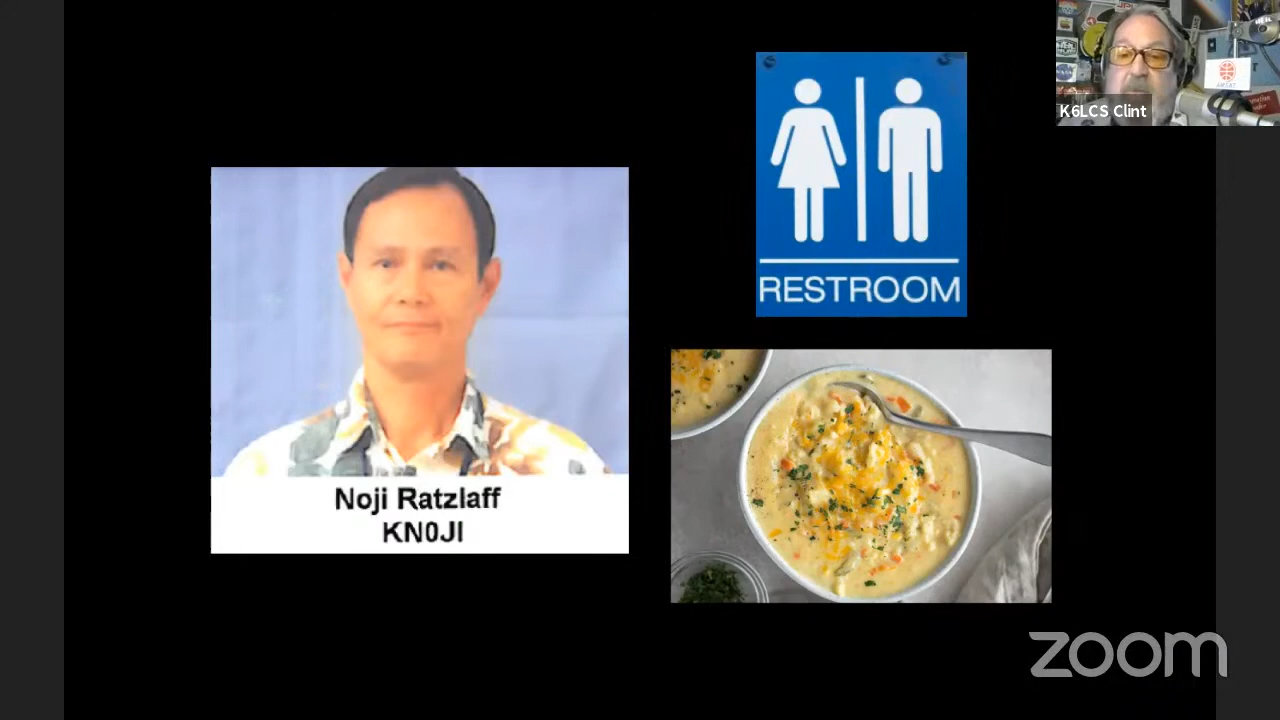 K6LCS Clint
RESTROOM
Noji Ratzlaff
KN0JI
zoom